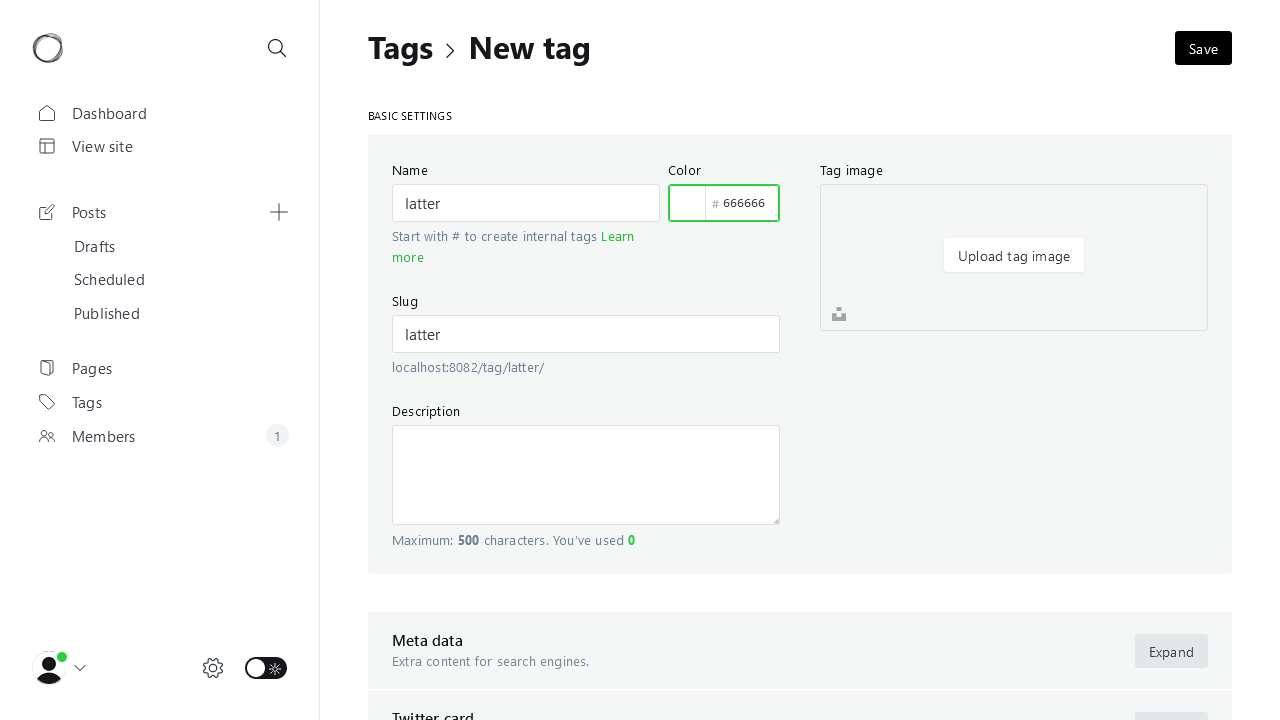 Dashboard
View site
Posts
Drafts
Scheduled
Published
Pages
Tags
Members
1
Tags
New tag
Save
BASIC SETTINGS
Name
latter
Start with # to create internal tags Learn
more
Color
# 666666
Slug
latter
localhost:8082/tag/latter/
Description
Maximum: 500 characters. You've used 0
Tag image
Upload tag image
Meta data
Extra content for search engines.
Expand
Twitter card